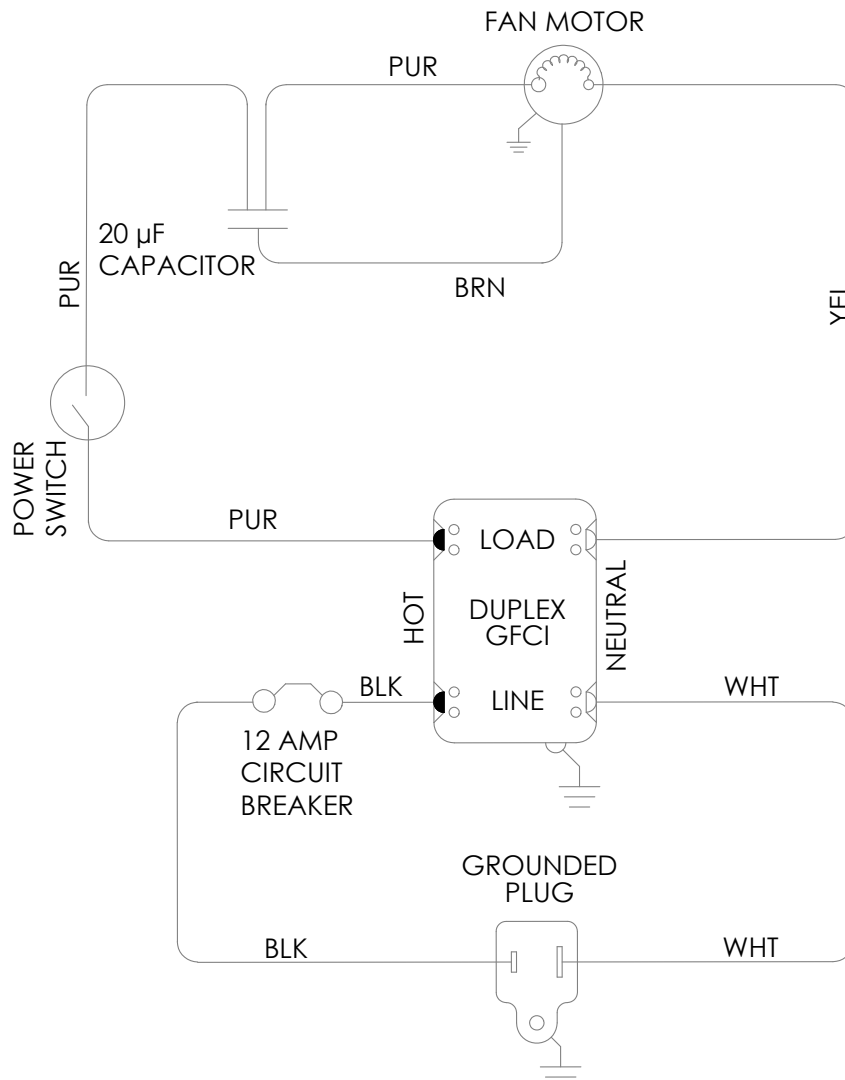 FAN MOTOR
PUR
20 µF
CAPACITOR
PUR
BRN
POWER
SWITCH
PUR
LOAD
HOT
DUPLEX
GFCI
NEUTRAL
BLK
LINE
WHT
12 AMP
CIRCUIT
BREAKER
GROUNDED
PLUG
BLK
WHT